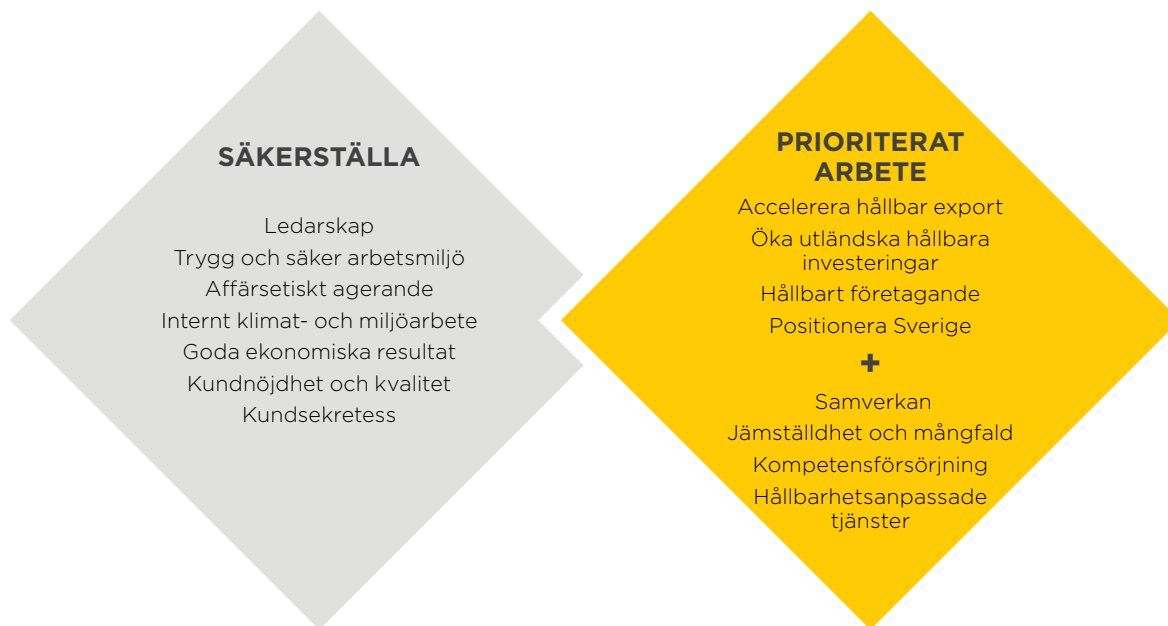 SÄKERSTÄLLA
Ledarskap
Trygg och säker arbetsmiljö
Affärsetiskt agerande
Internt klimat- och miljöarbete
Goda ekonomiska resultat
Kundnöjdhet och kvalitet
Kundsekretess
PRIORITERAT
ARBETE
Accelerera hållbar export
Öka utländska hållbara
investeringar
Hållbart företagande
Positionera Sverige
+
Samverkan
Jämställdhet och mångfald
Kompetensförsörjning
Hållbarhetsanpassade
tjänster